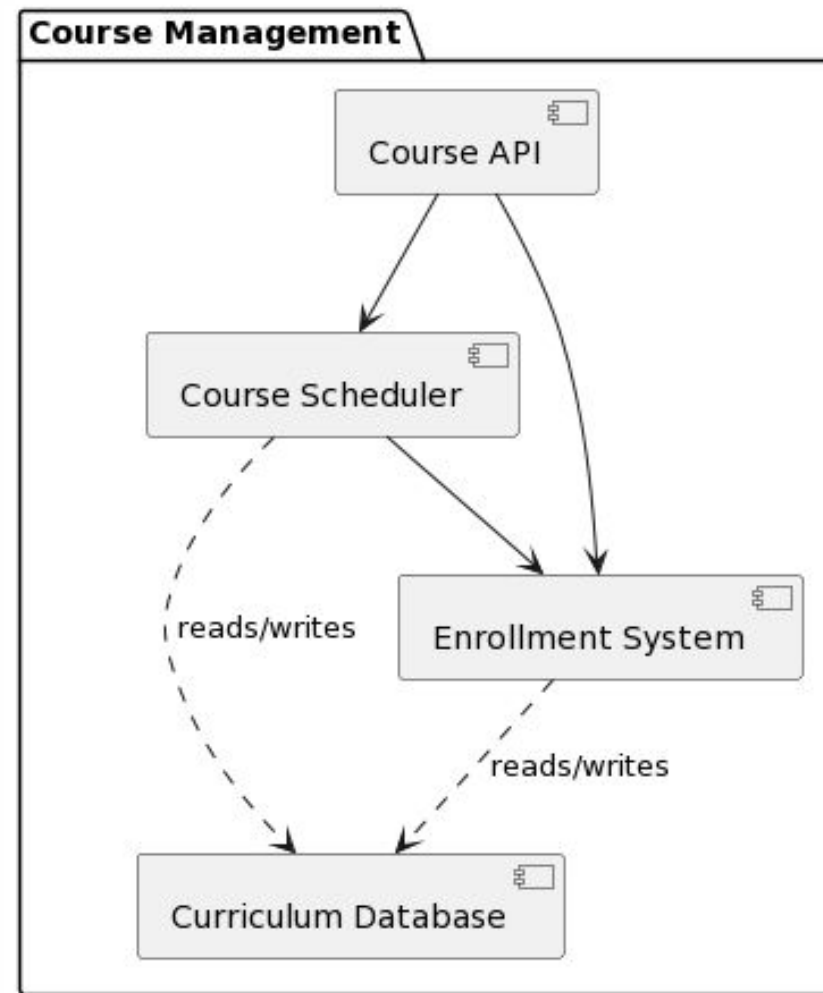 Course Management
Course API
Course Scheduler
reads/writes
Enrollment System
reads/writes
Curriculum Database